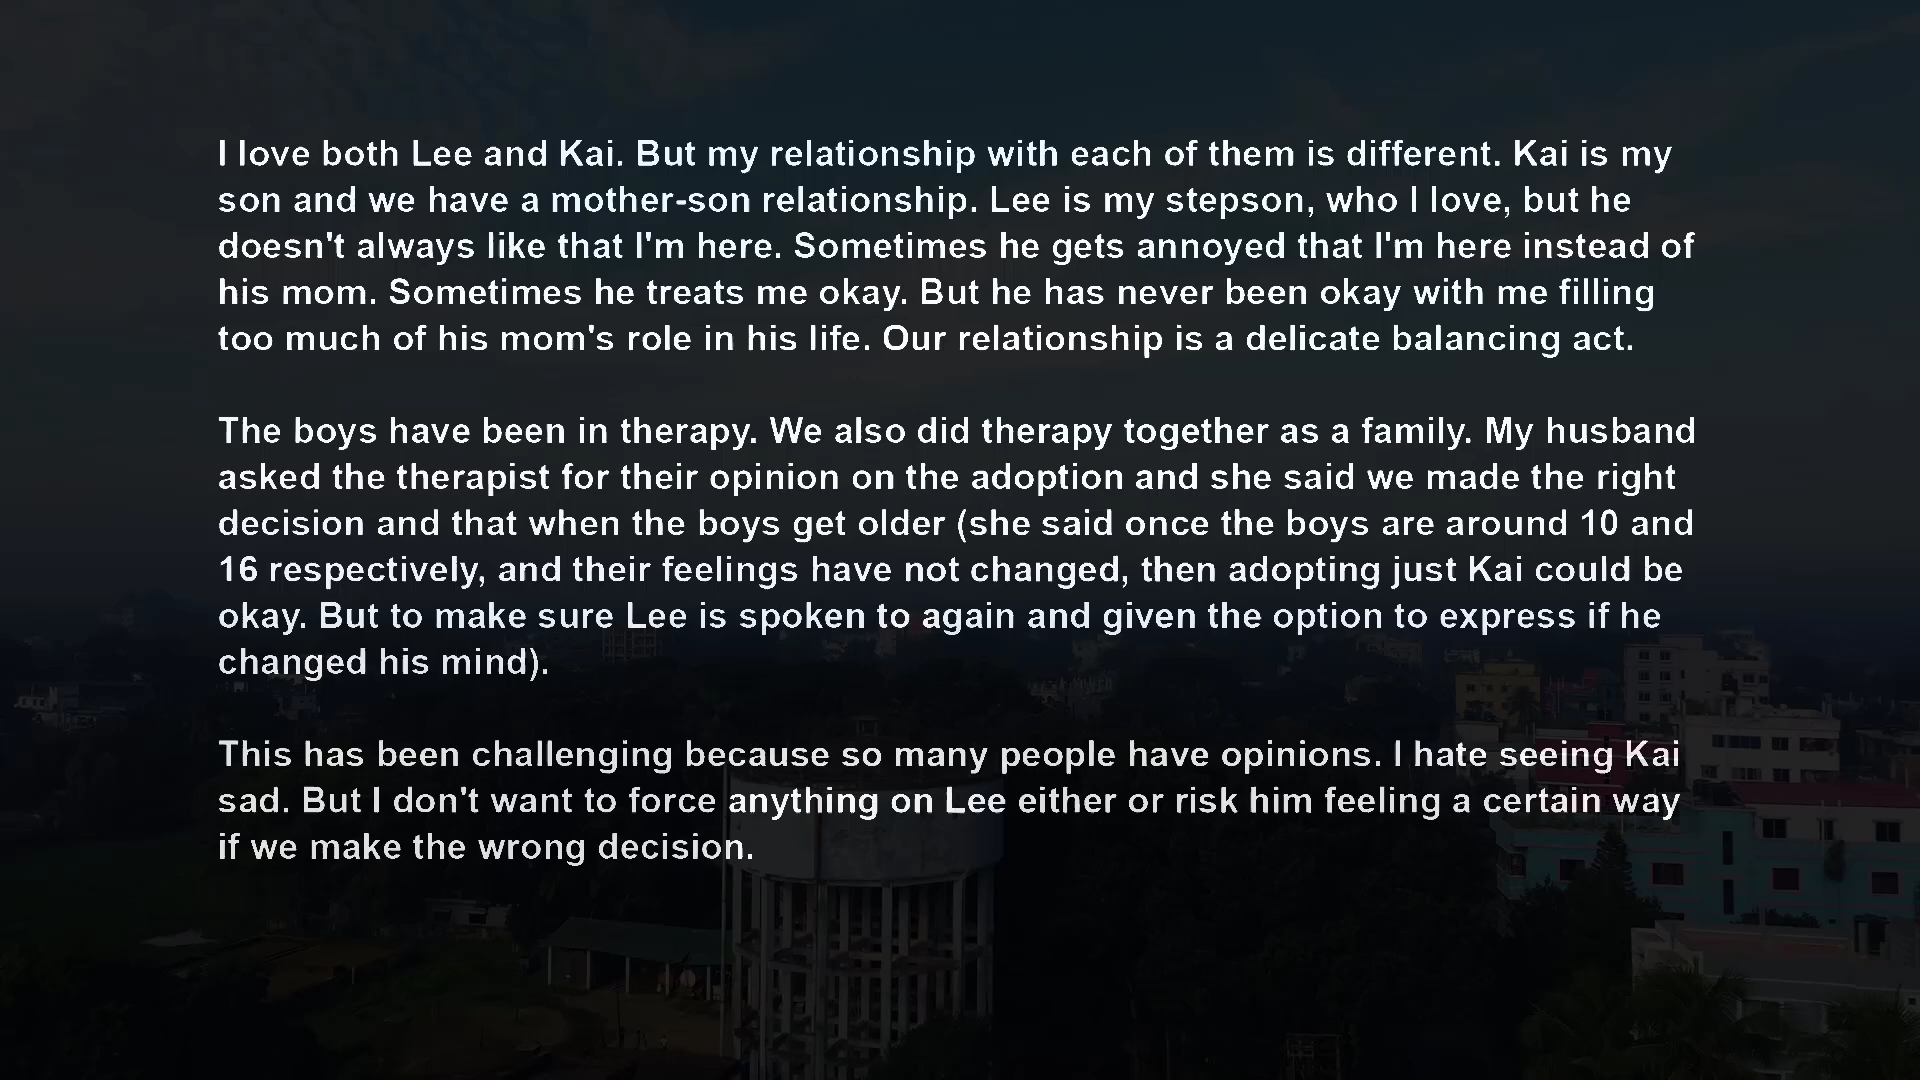 I love both Lee and Kai. But my relationship with each of them is different. Kai is my
son and we have a mother-son relationship. Lee is my stepson, who I love, but he
doesn't always like that I'm here. Sometimes he gets annoyed that I'm here instead of
his mom. Sometimes he treats me okay. But he has never been okay with me filling
too much of his mom's role in his life. Our relationship is a delicate balancing act.
The boys have been in therapy. We also did therapy together as a family. My husband
asked the therapist for their opinion on the adoption and she said we made the right
decision and that when the boys get older (she said once the boys are around 10 and
16 respectively, and their feelings have not changed, then adopting just Kai could be
okay. But to make sure Lee is spoken to again and given the option to express if he
changed his mind).
This has been challenging because so many people have opinions. I hate seeing Kai
sad. But I don't want to force anything on Lee either or risk him feeling a certain way
if we make the wrong decision.